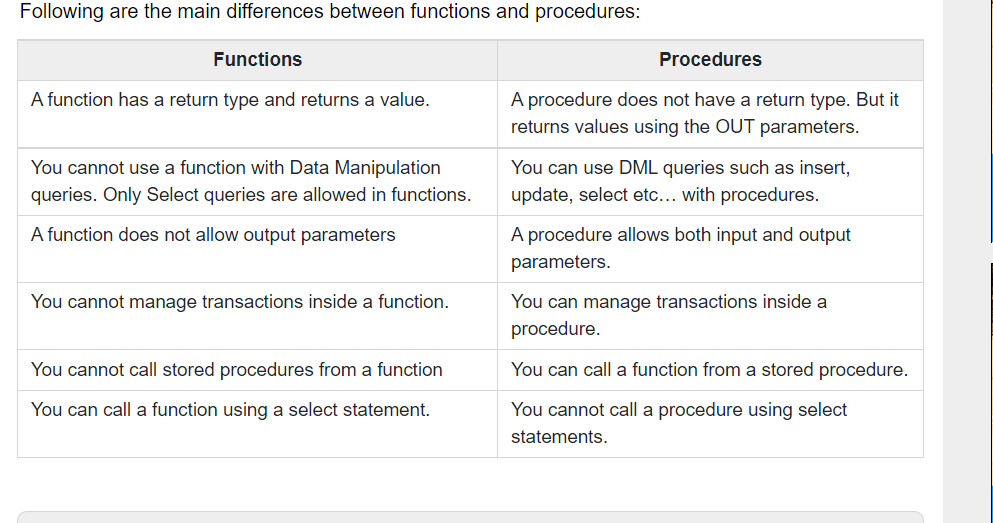 Following are the main differences between functions and procedures:
Functions
Procedures
A function has a return type and returns a value.
A procedure does not have a return type. But it
returns values using the OUT parameters.
You cannot use a function with Data Manipulation
queries. Only Select queries are allowed in functions.
You can use DML queries such as insert,
update, select etc… with procedures.
A function does not allow output parameters
A procedure allows both input and output
parameters.
You cannot manage transactions inside a function.
You can manage transactions inside a
procedure.
You cannot call stored procedures from a function
You can call a function from a stored procedure.
You can call a function using a select statement.
You cannot call a procedure using select
statements.